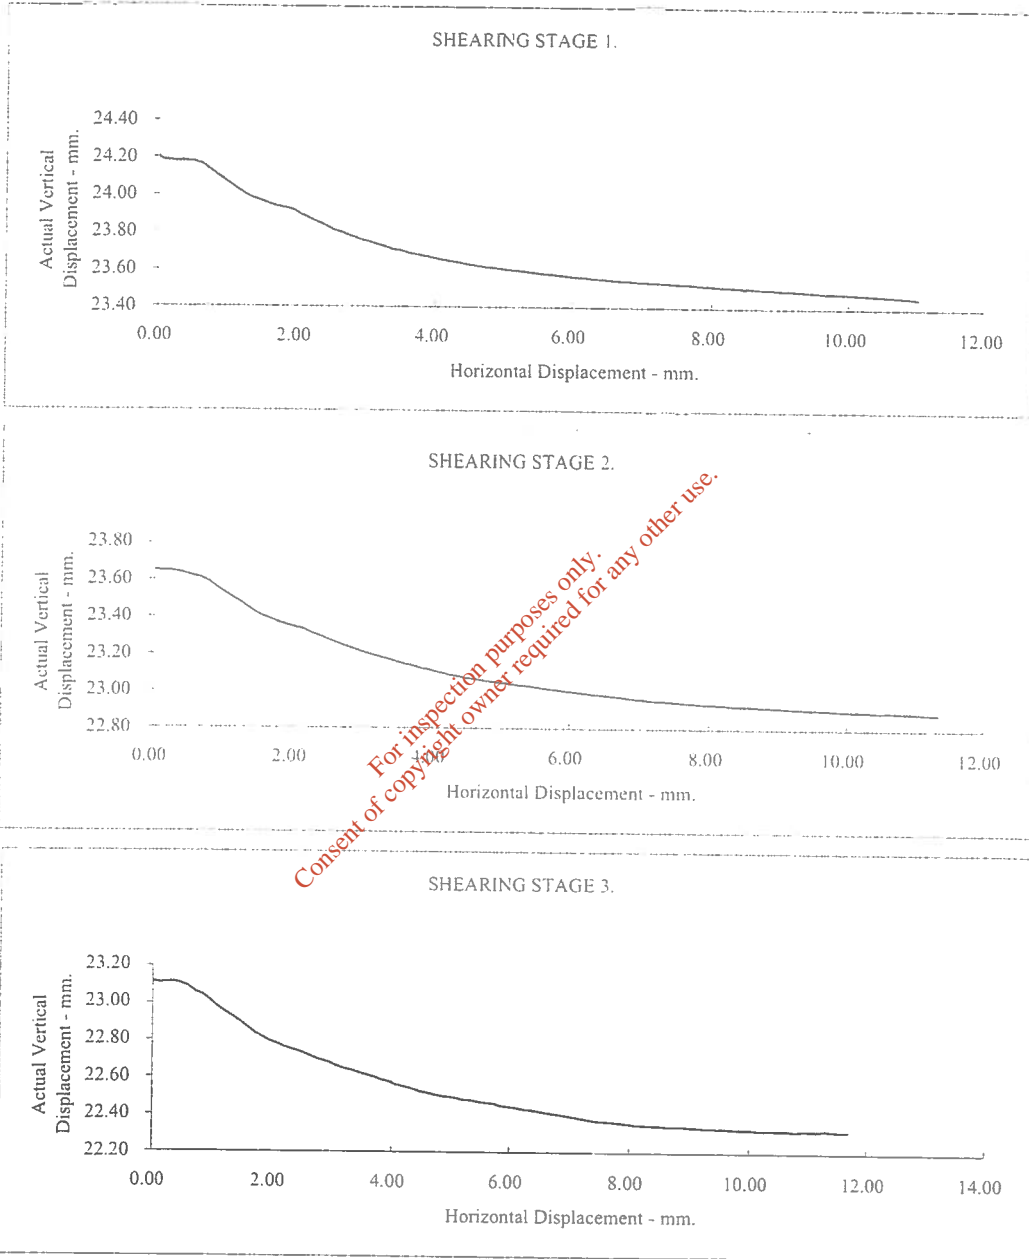 SHEARING STAGE 1.
Actual Vertical
Displacement - mm.
24.40
24.20
24.00
23.80
23.60
23.40
0.00 2.00 4.00 6.00 8.00 10.00 12.00
Horizontal Displacement - mm.
SHEARING STAGE 2.
Actual Vertical
Displacement - mm.
23.80
23.60
23.40
23.20
23.00
22.80
0.00 2.00 4.00 6.00 8.00 10.00 12.00
Horizontal Displacement - mm.
For inspection purposes only.
Consent of copyright owner required for any other use.
SHEARING STAGE 3.
Actual Vertical
Displacement - mm.
23.20
23.00
22.80
22.60
22.40
22.20
0.00 2.00 4.00 6.00 8.00 10.00 12.00 14.00
Horizontal Displacement - mm.